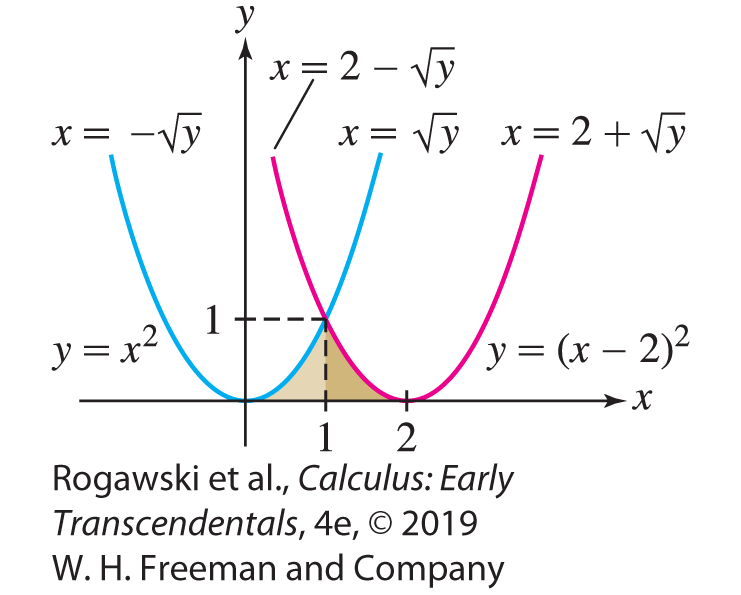 y
x = 2 − √y
x = −√y
x = √y
x = 2 + √y
1
y = x²
y = (x − 2)²
x
1
2
Rogawski et al., Calculus: Early
Transcendentals, 4e, © 2019
W. H. Freeman and Company